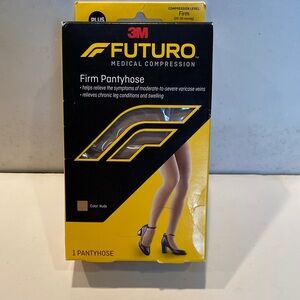 PLUS
COMPRESSION LEVEL:
Firm
3M
FUTURO
MEDICAL COMPRESSION
Firm Pantyhose
• helps relieve the symptoms of moderate-to-severe varicose veins
• relieves chronic leg conditions and swelling
Color: Nude
1 PANTYHOSE